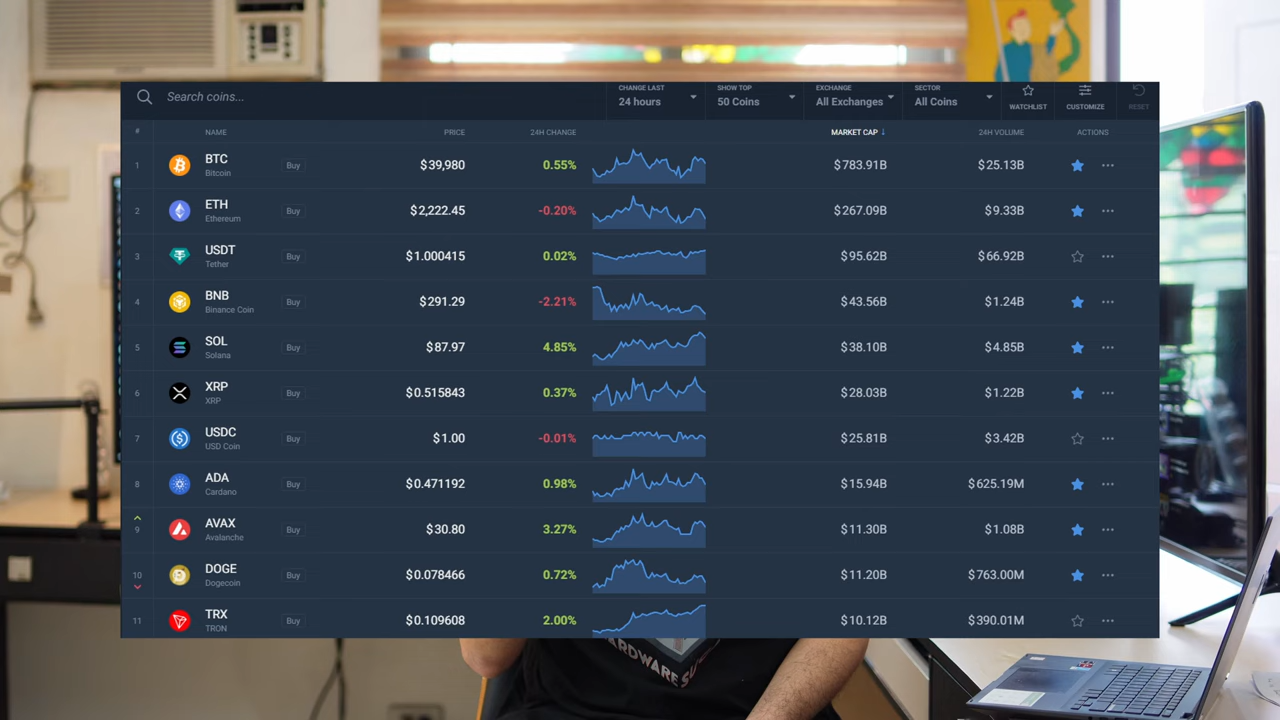 Search coins...
CHANGE LAST
24 hours
SHOW TOP
50 Coins
EXCHANGE
All Exchanges
SECTOR
All Coins
WATCHLIST
CUSTOMIZE
RESET
# NAME PRICE 24H CHANGE MARKET CAP ↓ 24H VOLUME ACTIONS
1 BTC Buy $39,980 0.55% $783.91B $25.13B
Bitcoin
2 ETH Buy $2,222.45 -0.20% $267.09B $9.33B
Ethereum
3 USDT Buy $1.000415 0.02% $95.62B $66.92B
Tether
4 BNB Buy $291.29 -2.21% $43.56B $1.24B
Binance Coin
5 SOL Buy $87.97 4.85% $38.10B $4.85B
Solana
6 XRP Buy $0.515843 0.37% $28.03B $1.22B
XRP
7 USDC Buy $1.00 -0.01% $25.81B $3.42B
USD Coin
8 ADA Buy $0.471192 0.98% $15.94B $625.19M
Cardano
9 AVAX Buy $30.80 3.27% $11.30B $1.08B
Avalanche
10 DOGE Buy $0.078466 0.72% $11.20B $763.00M
Dogecoin
11 TRX Buy $0.109608 2.00% $10.12B $390.01M
TRON